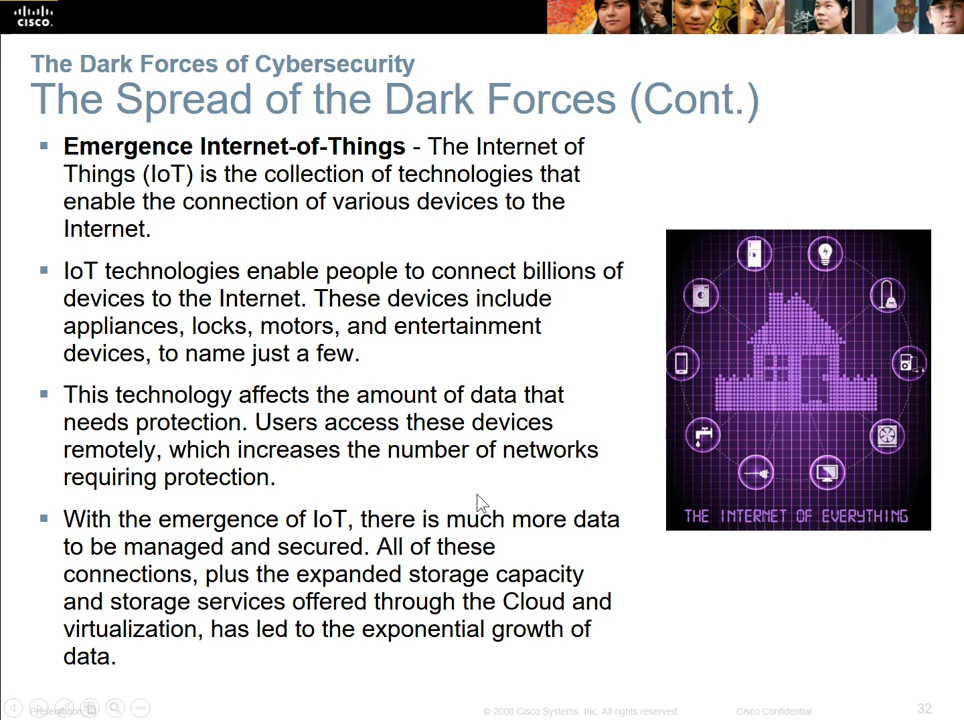 CISCO.
The Dark Forces of Cybersecurity
The Spread of the Dark Forces (Cont.)
Emergence Internet-of-Things - The Internet of
Things (IoT) is the collection of technologies that
enable the connection of various devices to the
Internet.
IoT technologies enable people to connect billions of
devices to the Internet. These devices include
appliances, locks, motors, and entertainment
devices, to name just a few.
This technology affects the amount of data that
needs protection. Users access these devices
remotely, which increases the number of networks
requiring protection.
With the emergence of IoT, there is much more data
to be managed and secured. All of these
connections, plus the expanded storage capacity
and storage services offered through the Cloud and
virtualization, has led to the exponential growth of
data.
THE INTERNET OF EVERYTHING
© 2008 Cisco Systems, Inc. All rights reserved.
Cisco Confidential
32